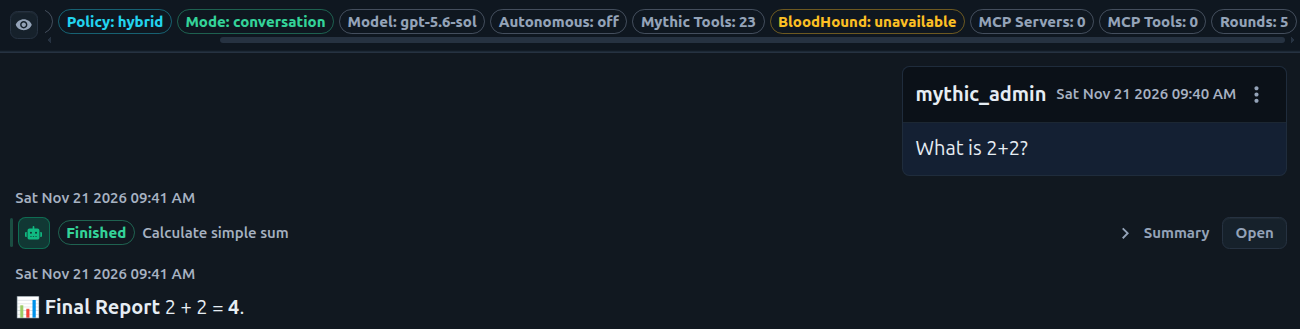 Policy: hybrid Mode: conversation Model: gpt-5.6-sol Autonomous: off Mythic Tools: 23 BloodHound: unavailable MCP Servers: 0 MCP Tools: 0 Rounds: 5
mythic_admin Sat Nov 21 2026 09:40 AM
What is 2+2?
Sat Nov 21 2026 09:41 AM
Finished Calculate simple sum Summary Open
Sat Nov 21 2026 09:41 AM
📊 Final Report 2 + 2 = 4.